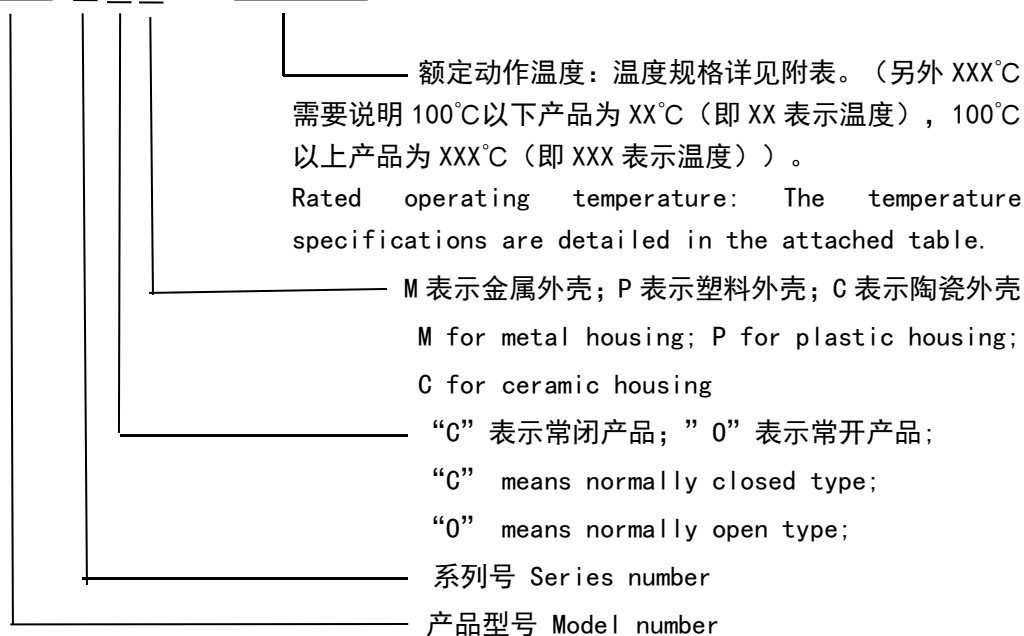 额定动作温度：温度规格详见附表。（另外 XXX℃
需要说明 100℃以下产品为 XX℃（即 XX 表示温度），100℃
以上产品为 XXX℃（即 XXX 表示温度））。
Rated operating temperature: The temperature
specifications are detailed in the attached table.
M 表示金属外壳；P 表示塑料外壳；C 表示陶瓷外壳
M for metal housing; P for plastic housing;
C for ceramic housing
“C”表示常闭产品；”O”表示常开产品；
“C” means normally closed type;
“O” means normally open type;
系列号 Series number
产品型号 Model number